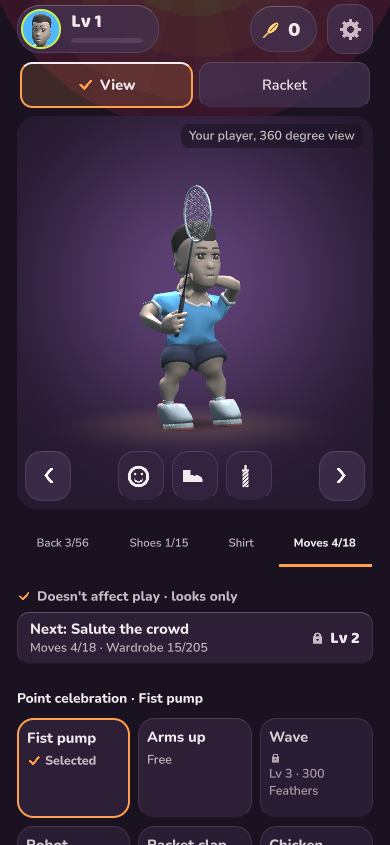 Lv 1
0
View
Racket
Your player, 360 degree view
Back 3/56
Shoes 1/15
Shirt
Moves 4/18
Doesn't affect play · looks only
Next: Salute the crowd
Moves 4/18 · Wardrobe 15/205
Lv 2
Point celebration · Fist pump
Fist pump
Selected
Arms up
Free
Wave
Lv 3 · 300
Feathers
Robot
Racket clap
Chicken